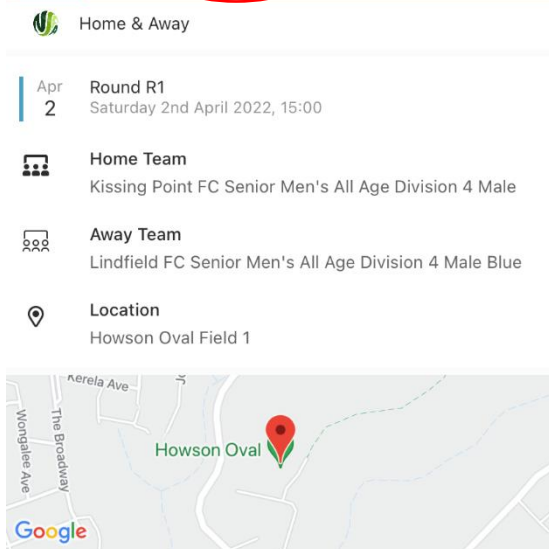 Home & Away
Apr
2
Round R1
Saturday 2nd April 2022, 15:00
Home Team
Kissing Point FC Senior Men's All Age Division 4 Male
Away Team
Lindfield FC Senior Men's All Age Division 4 Male Blue
Location
Howson Oval Field 1
Kerela Ave
Wongalee Ave
The Broadway
Howson Oval
Google